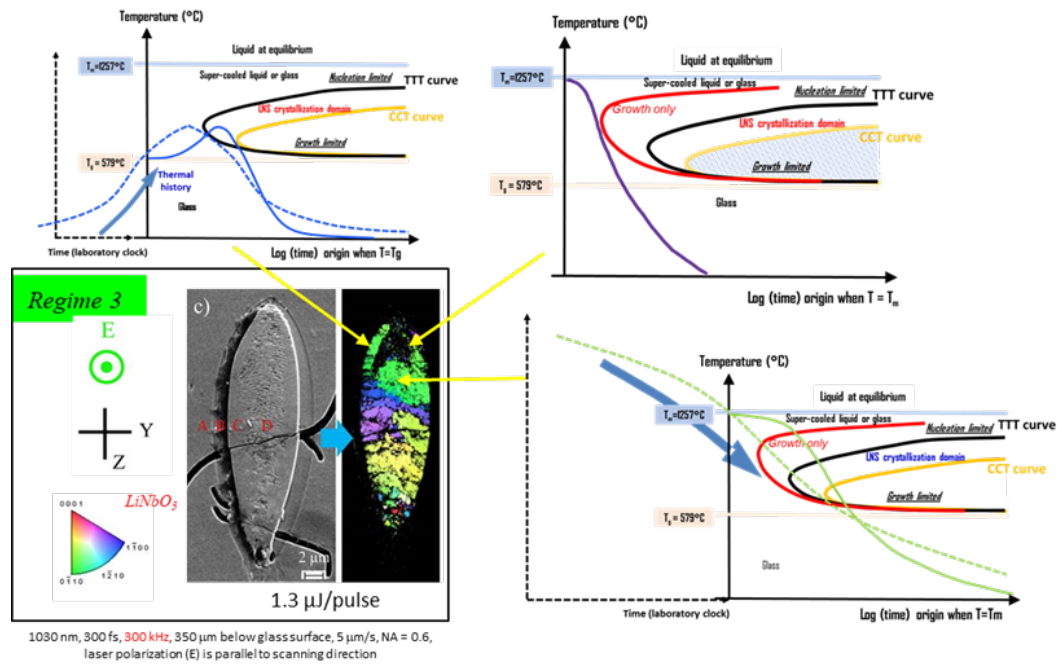 Temperature (°C)
Liquid at equilibrium
Tm=1257°C
Super-cooled liquid or glass
Nucleation limited
TTT curve
LNS crystallization domain
CCT curve
Growth limited
Tg = 579°C
Thermal
history
Glass
Time (laboratory clock)
Log (time) origin when T=Tg
Temperature (°C)
Liquid at equilibrium
Tm=1257°C
Super-cooled liquid or glass
Nucleation limited
TTT curve
Growth only
LNS crystallization domain
CCT curve
Growth limited
Tg = 579°C
Glass
Log (time) origin when T = Tm
Regime 3
E
Y
Z
LiNbO3
0001
1-100
01-10
1-210
c)
A B C D
2 µm
1.3 µJ/pulse
Temperature (°C)
Liquid at equilibrium
Tm=1257°C
Super-cooled liquid or glass
Nucleation limited
TTT curve
Growth only
LNS crystallization domain
CCT curve
Growth limited
Tg = 579°C
Glass
Time (laboratory clock)
Log (time) origin when T=Tm
1030 nm, 300 fs, 300 kHz, 350 µm below glass surface, 5 µm/s, NA = 0.6,
laser polarization (E) is parallel to scanning direction